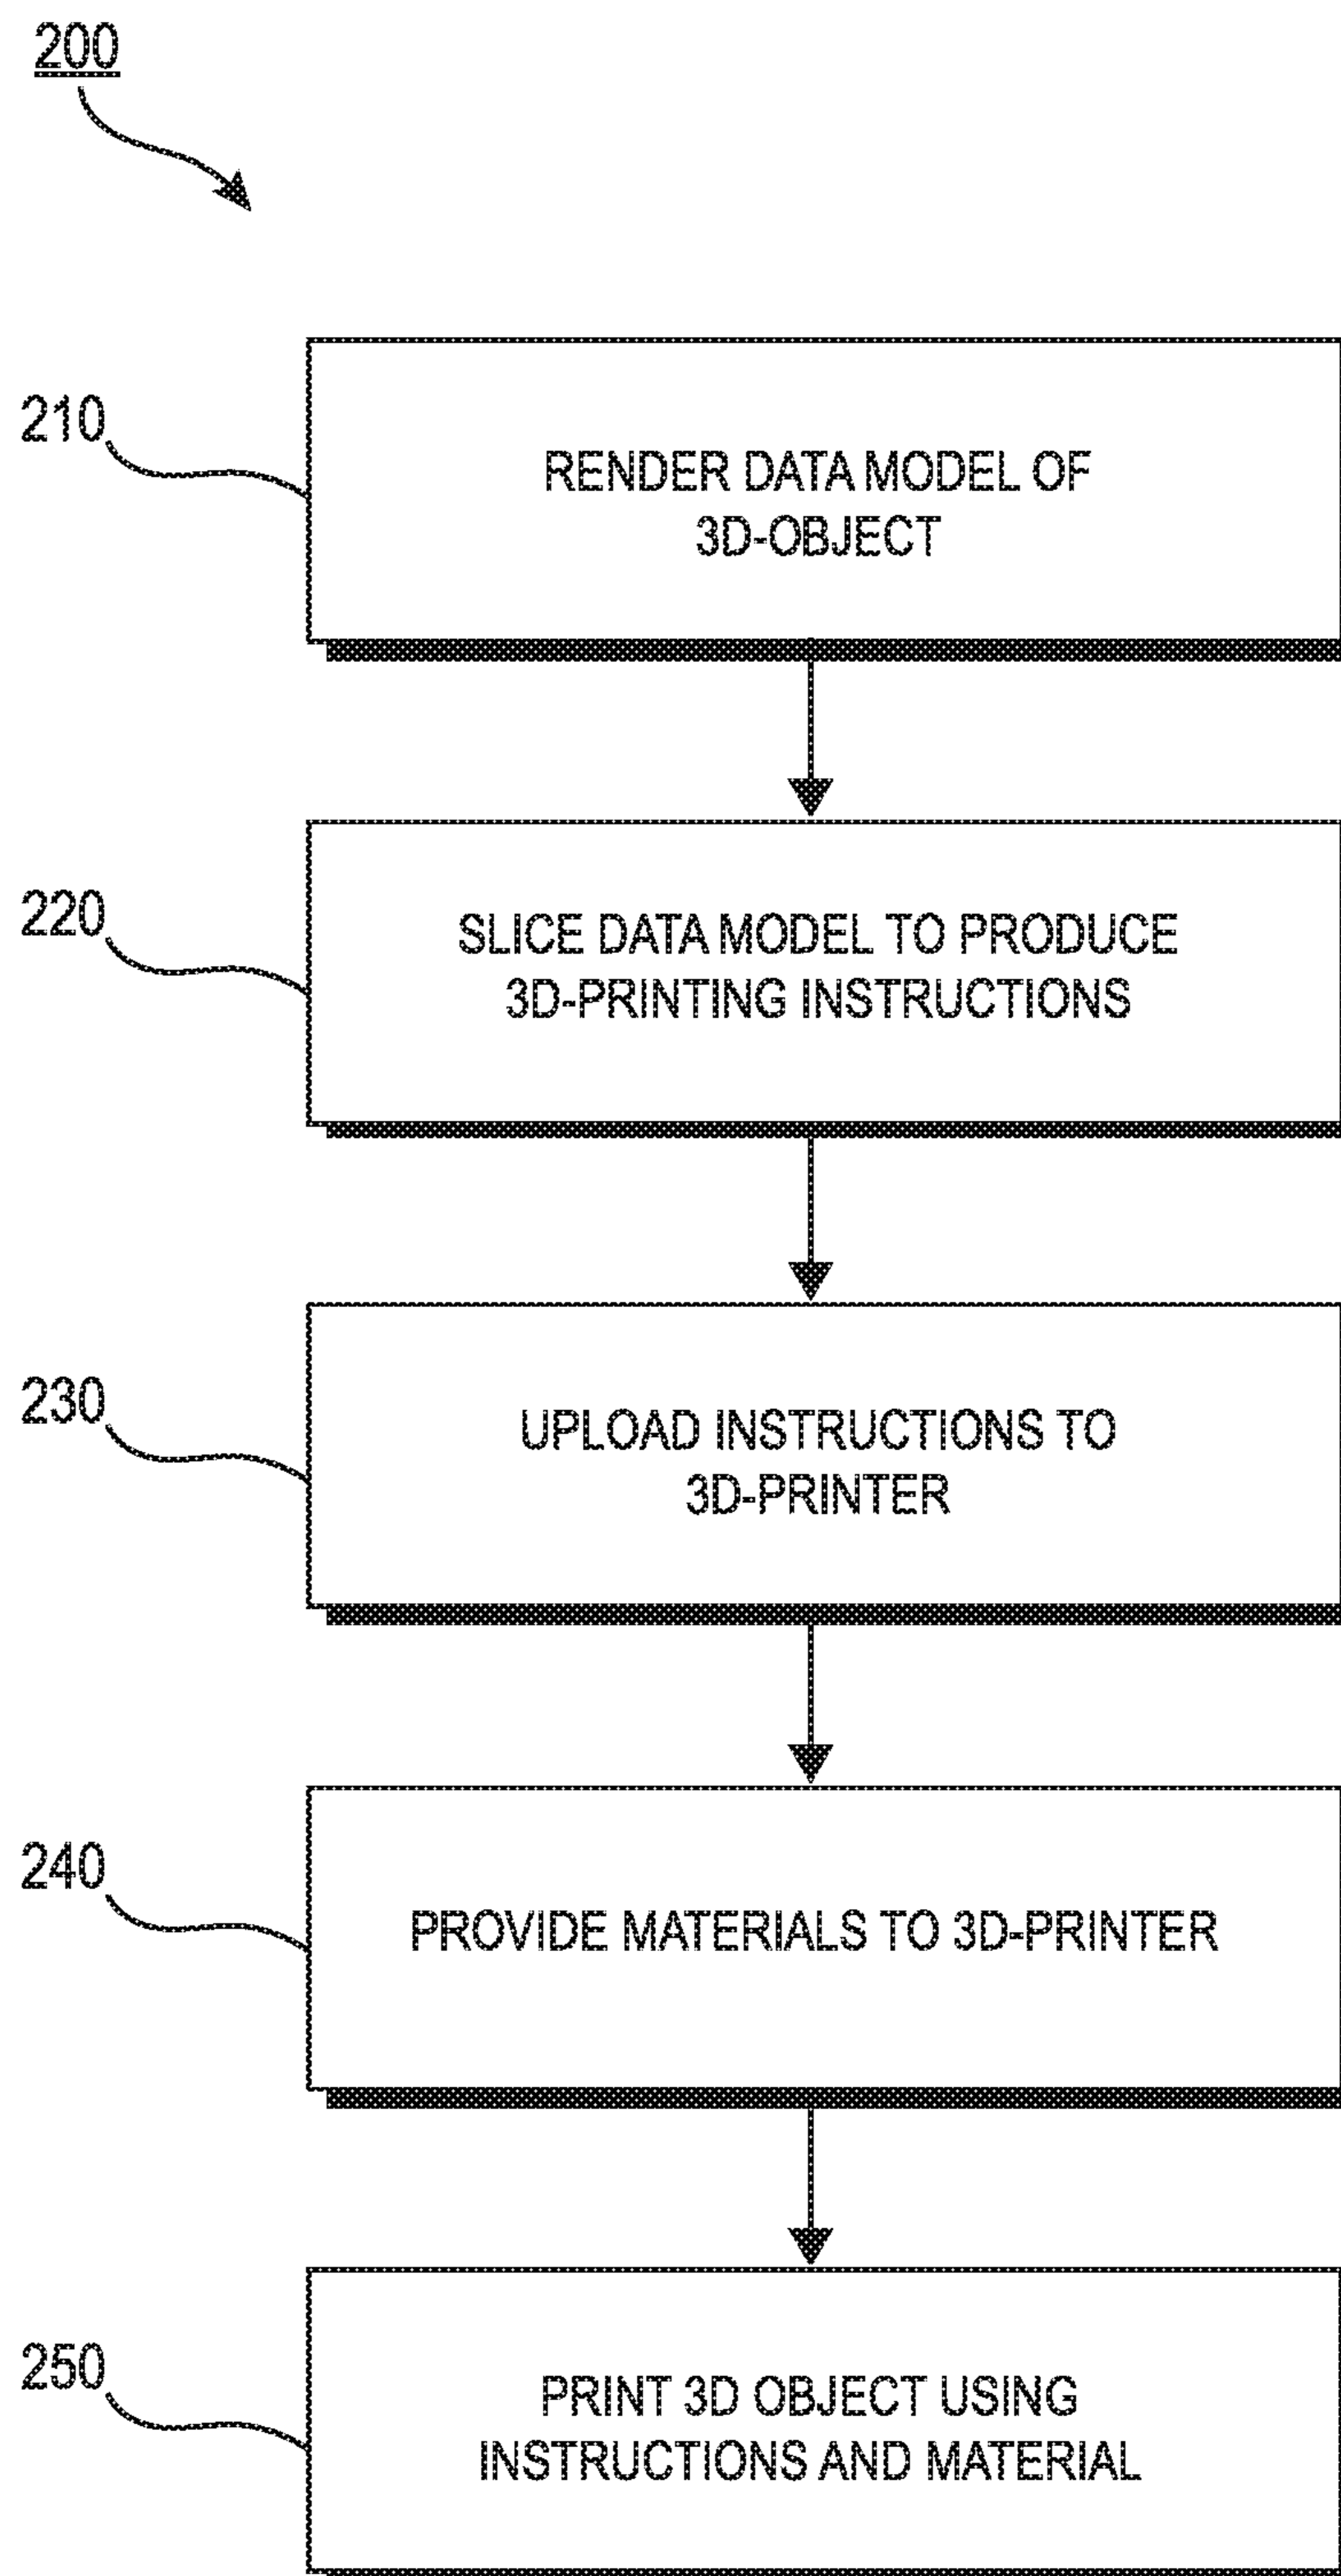 200
210
RENDER DATA MODEL OF
3D-OBJECT
220
SLICE DATA MODEL TO PRODUCE
3D-PRINTING INSTRUCTIONS
230
UPLOAD INSTRUCTIONS TO
3D-PRINTER
240
PROVIDE MATERIALS TO 3D-PRINTER
250
PRINT 3D OBJECT USING
INSTRUCTIONS AND MATERIAL